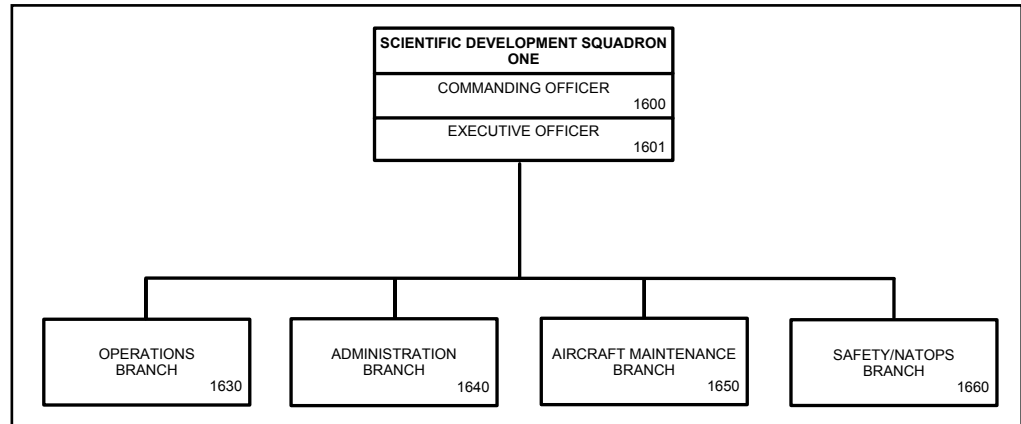 SCIENTIFIC DEVELOPMENT SQUADRON
ONE
COMMANDING OFFICER
1600
EXECUTIVE OFFICER
1601
OPERATIONS
BRANCH
1630
ADMINISTRATION
BRANCH
1640
AIRCRAFT MAINTENANCE
BRANCH
1650
SAFETY/NATOPS
BRANCH
1660